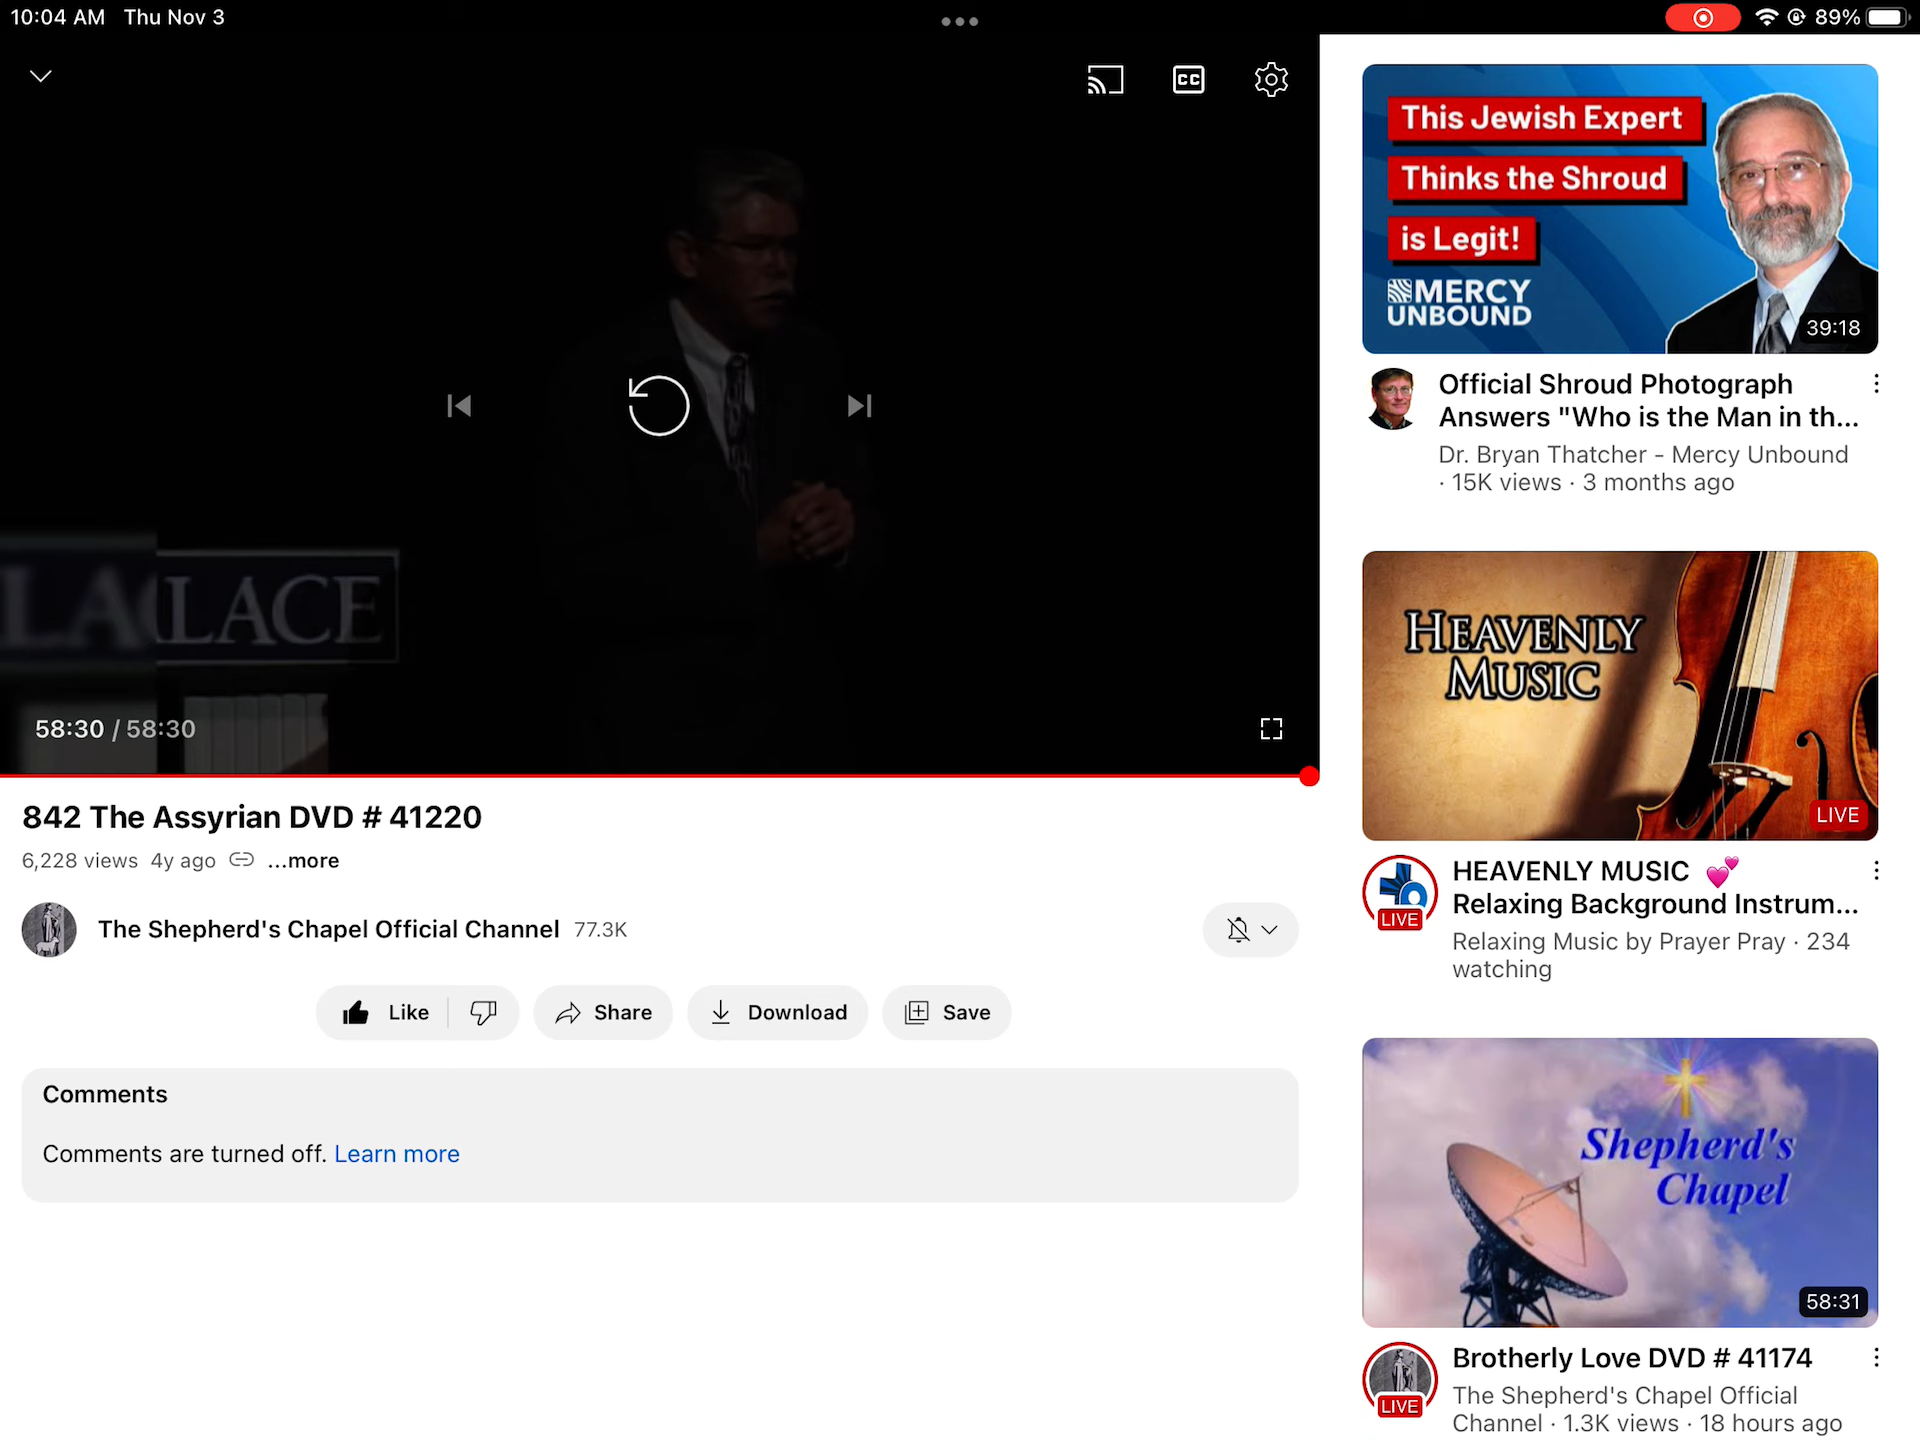 10:04 AM Thu Nov 3
89%
CC
LACE
58:30 / 58:30
842 The Assyrian DVD # 41220
6,228 views 4y ago ...more
The Shepherd's Chapel Official Channel 77.3K
Like
Share
Download
Save
Comments
Comments are turned off. Learn more
This Jewish Expert
Thinks the Shroud
is Legit!
MERCY
UNBOUND
39:18
Official Shroud Photograph
Answers "Who is the Man in th...
Dr. Bryan Thatcher - Mercy Unbound
· 15K views · 3 months ago
HEAVENLY
MUSIC
LIVE
HEAVENLY MUSIC 💕
Relaxing Background Instrum...
LIVE
Relaxing Music by Prayer Pray · 234
watching
Shepherd's
Chapel
58:31
Brotherly Love DVD # 41174
LIVE
The Shepherd's Chapel Official
Channel · 1.3K views · 18 hours ago